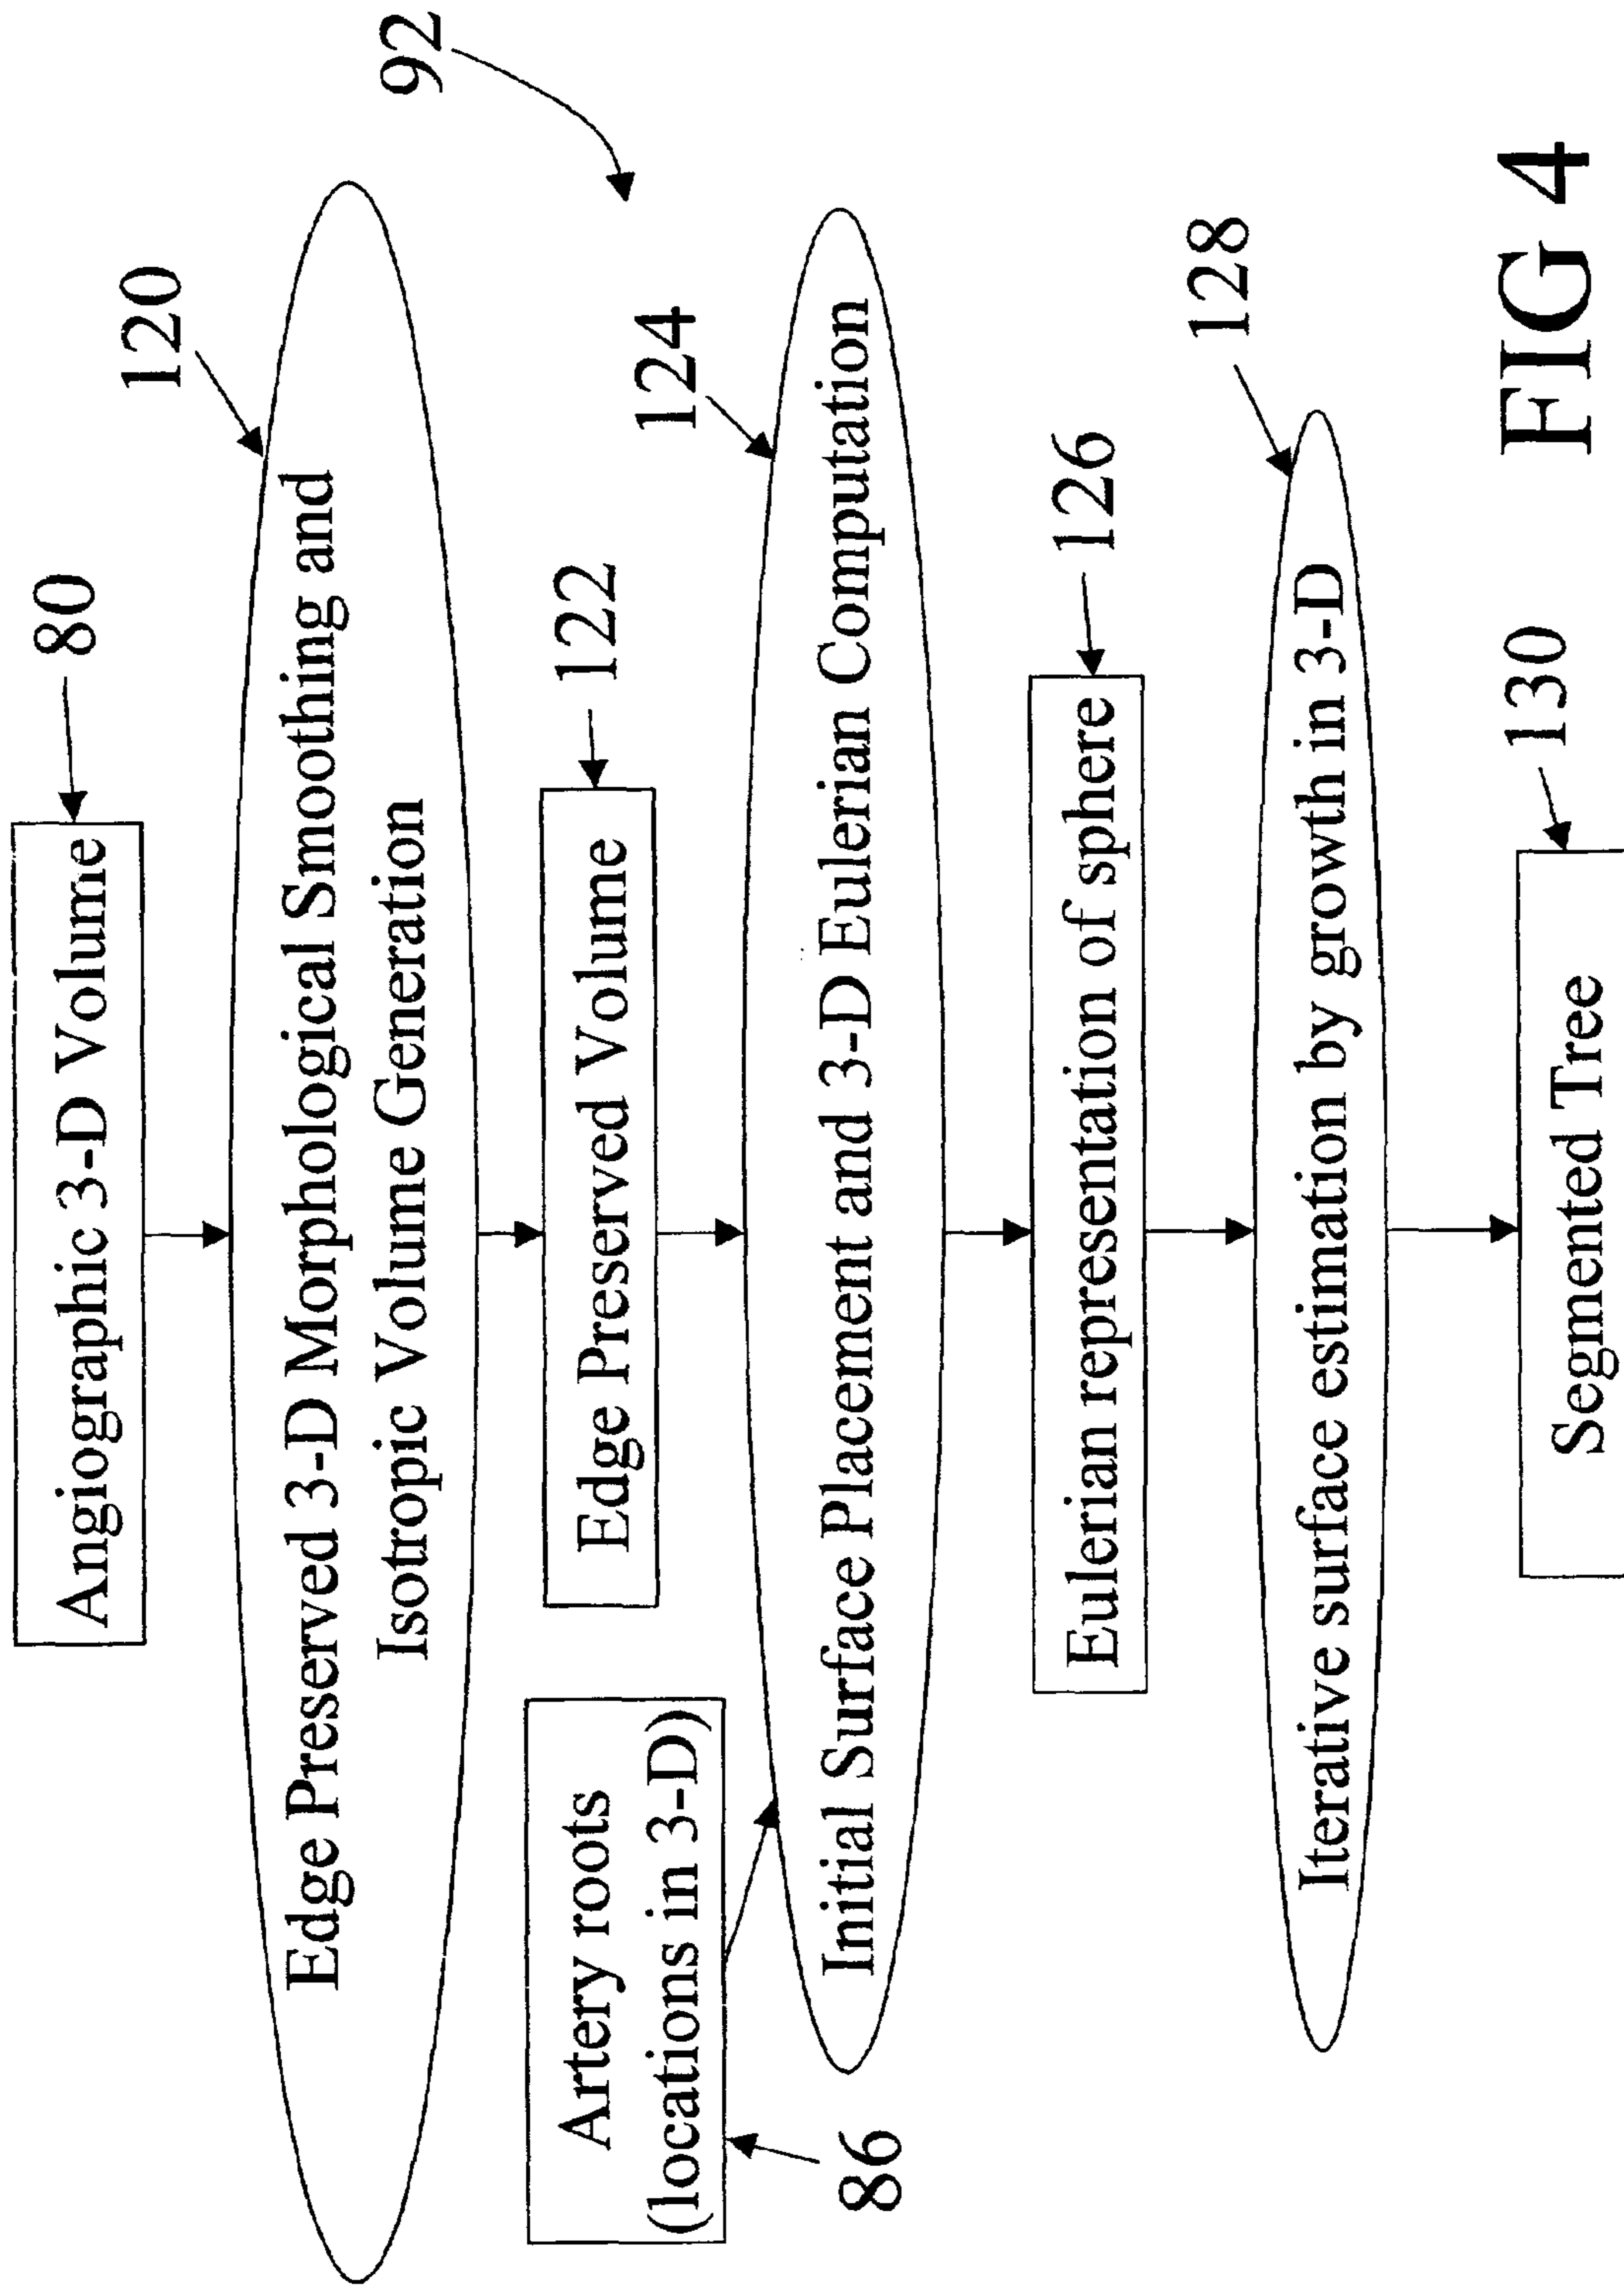 92
80
Angiographic 3-D Volume
120
Edge Preserved 3-D Morphological Smoothing and
Isotropic Volume Generation
122
Edge Preserved Volume
Artery roots
(locations in 3-D)
86
124
Initial Surface Placement and 3-D Eulerian Computation
126
Eulerian representation of sphere
128
Iterative surface estimation by growth in 3-D
130
Segmented Tree
FIG 4